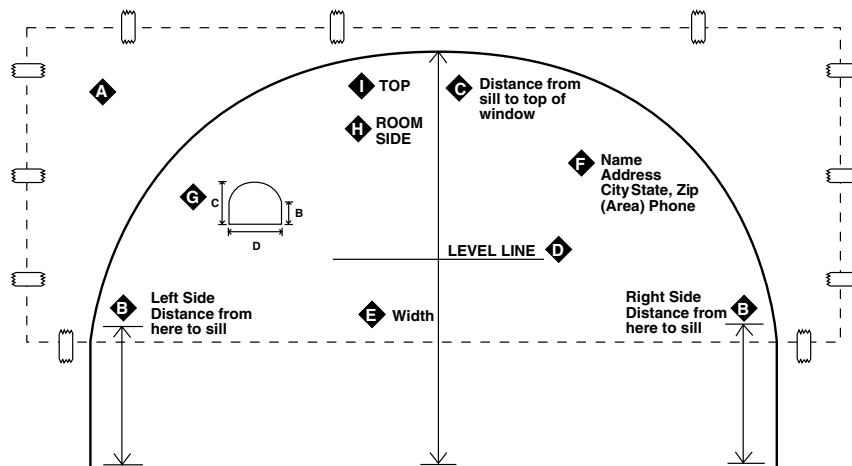 A
I TOP
C Distance from
sill to top of
window
H ROOM
SIDE
F Name
Address
City State, Zip
(Area) Phone
G
C
B
D
LEVEL LINE D
B Left Side
Distance from
here to sill
E Width
Right Side
Distance from
here to sill
B